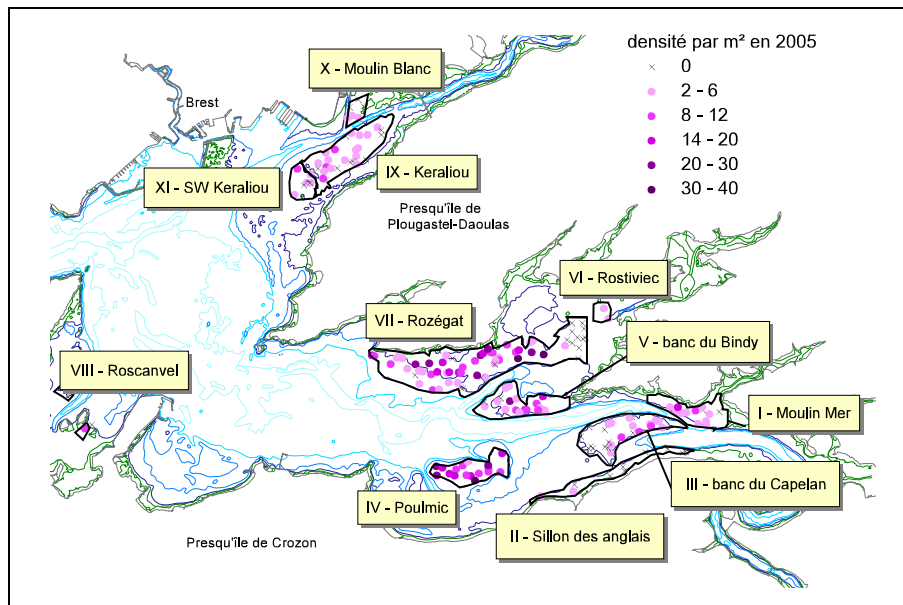 densité par m² en 2005
0
2 - 6
8 - 12
14 - 20
20 - 30
30 - 40
X - Moulin Blanc
Brest
XI - SW Keraliou
IX - Keraliou
Presqu'île de
Plougastel-Daoulas
VI - Rostiviec
VII - Rozégat
V - banc du Bindy
VIII - Roscanvel
I - Moulin Mer
III - banc du Capelan
IV - Poulmic
II - Sillon des anglais
Presqu'île de Crozon